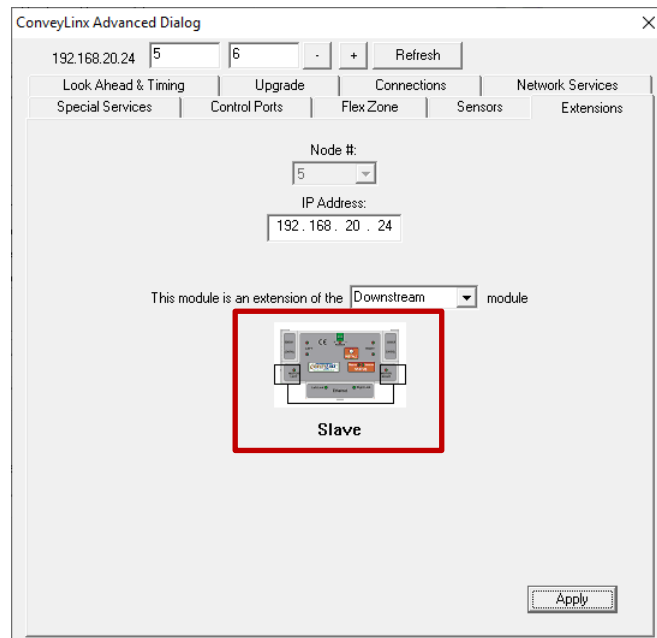 ConveyLinx Advanced Dialog
192.168.20.24 5 6 - + Refresh
Look Ahead & Timing Upgrade Connections Network Services
Special Services Control Ports Flex Zone Sensors Extensions
Node #:
5
IP Address:
192 . 168 . 20 . 24
This module is an extension of the Downstream module
Slave
Apply